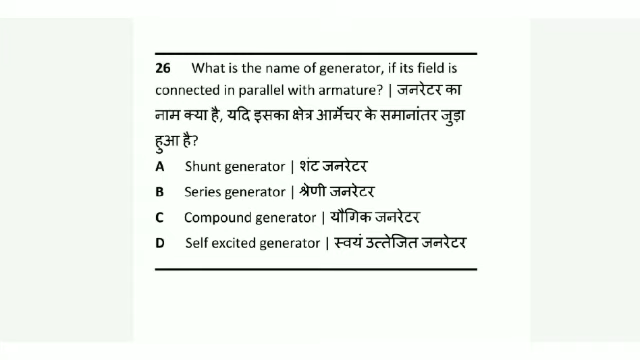 26 What is the name of generator, if its field is
connected in parallel with armature? | जनरेटर का
नाम क्या है, यदि इसका क्षेत्र आर्मेचर के समानांतर जुड़ा
हुआ है?
A Shunt generator | शंट जनरेटर
B Series generator | श्रेणी जनरेटर
C Compound generator | यौगिक जनरेटर
D Self excited generator | स्वयं उत्तेजित जनरेटर